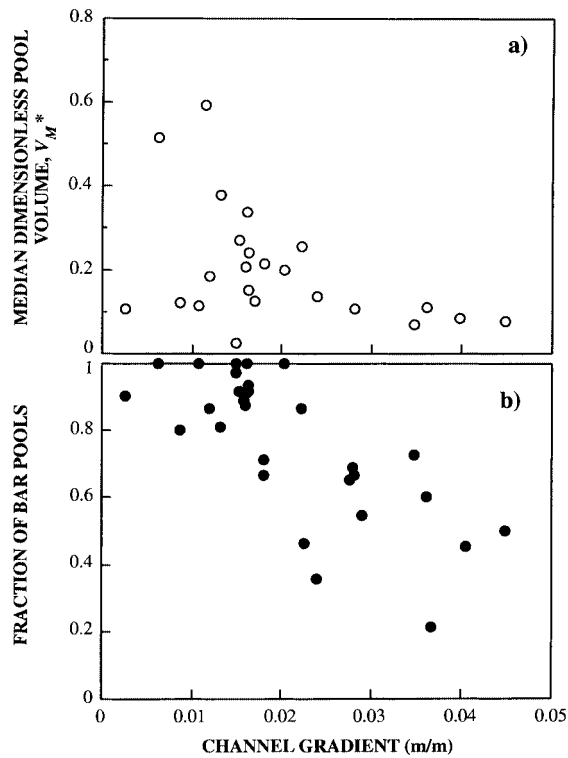 MEDIAN DIMENSIONLESS POOL
VOLUME, V_M*
0.8
0.6
0.4
0.2
0
a)
FRACTION OF BAR POOLS
1
0.8
0.6
0.4
0.2
0
b)
0 0.01 0.02 0.03 0.04 0.05
CHANNEL GRADIENT (m/m)